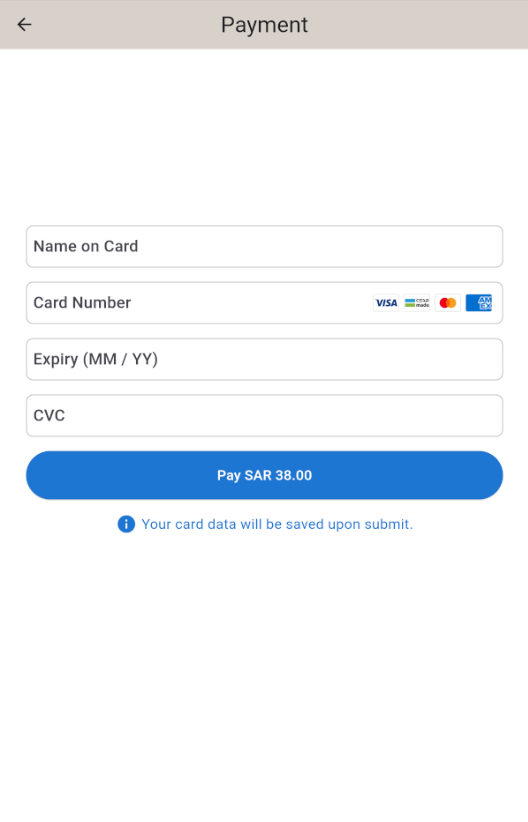 Payment
Name on Card
Card Number VISA mada AM EX
Expiry (MM / YY)
CVC
Pay SAR 38.00
Your card data will be saved upon submit.